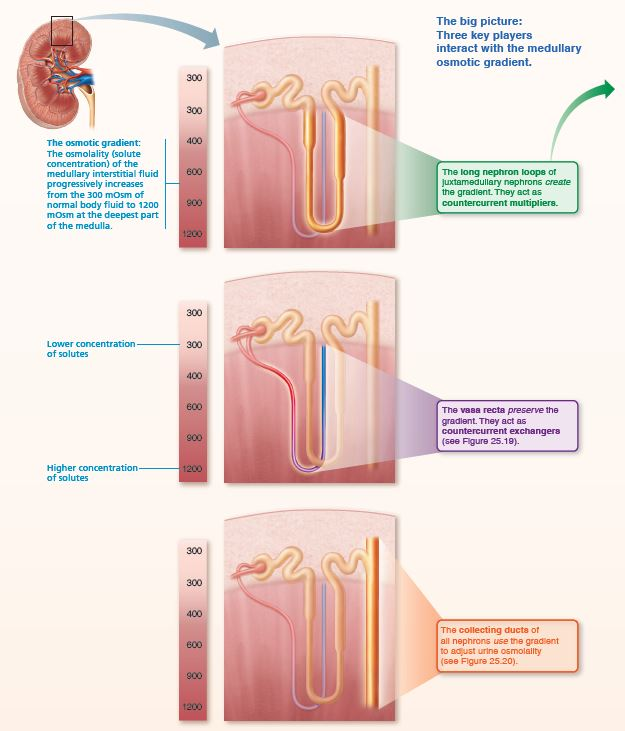 The big picture:
Three key players
interact with the medullary
osmotic gradient.
300
300
400
600
900
1200
The osmotic gradient:
The osmolality (solute
concentration) of the
medullary interstitial fluid
progressively increases
from the 300 mOsm of
normal body fluid to 1200
mOsm at the deepest part
of the medulla.
The long nephron loops of
juxtamedullary nephrons create
the gradient. They act as
countercurrent multipliers.
300
300
400
600
900
1200
Lower concentration
of solutes
Higher concentration
of solutes
The vasa recta preserve the
gradient. They act as
countercurrent exchangers
(see Figure 25.19).
300
300
400
600
900
1200
The collecting ducts of
all nephrons use the gradient
to adjust urine osmolality
(see Figure 25.20).